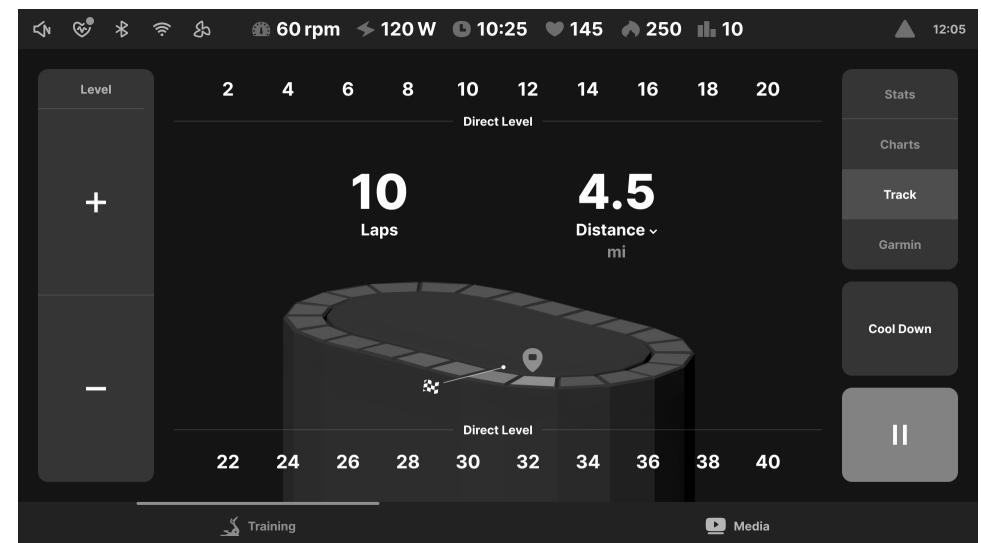 60 rpm 120 W 10:25 145 250 10 12:05
Level
2 4 6 8 10 12 14 16 18 20
Direct Level
+
10
Laps
4.5
Distance
mi
−
Direct Level
22 24 26 28 30 32 34 36 38 40
Stats
Charts
Track
Garmin
Cool Down
Training
Media